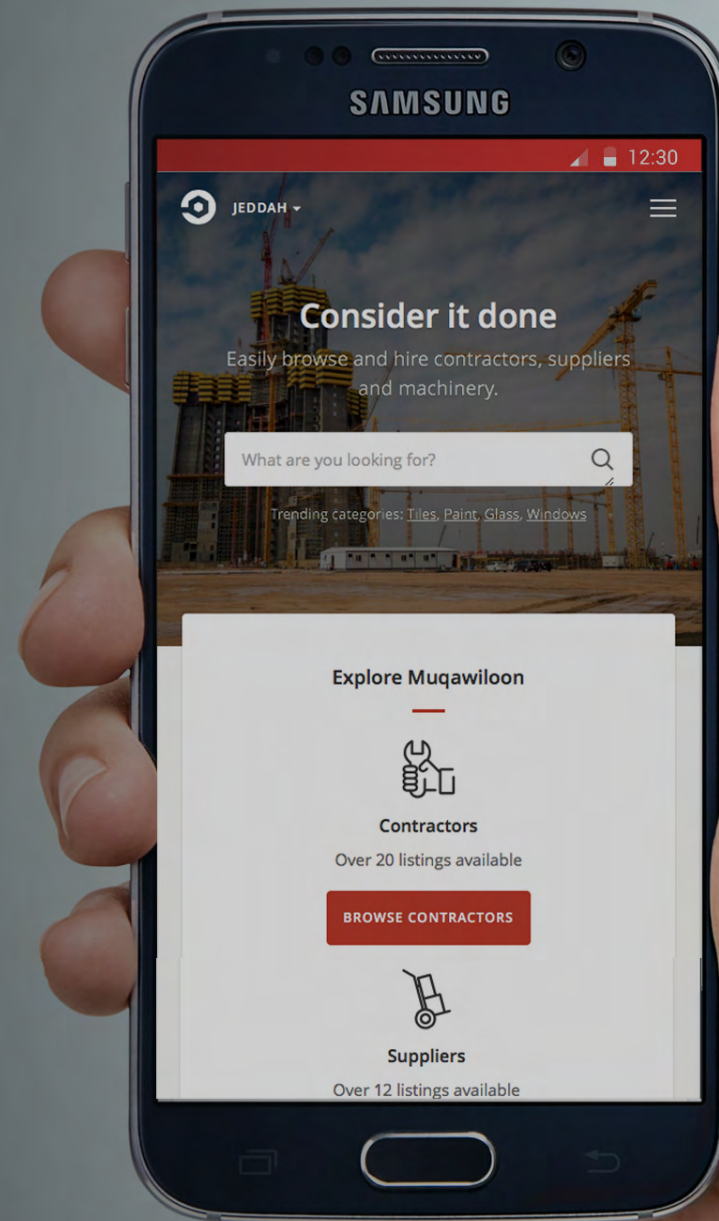 SAMSUNG
12:30
JEDDAH
Consider it done
Easily browse and hire contractors, suppliers
and machinery.
What are you looking for?
Trending categories: Tiles, Paint, Glass, Windows
Explore Muqawiloon
Contractors
Over 20 listings available
BROWSE CONTRACTORS
Suppliers
Over 12 listings available